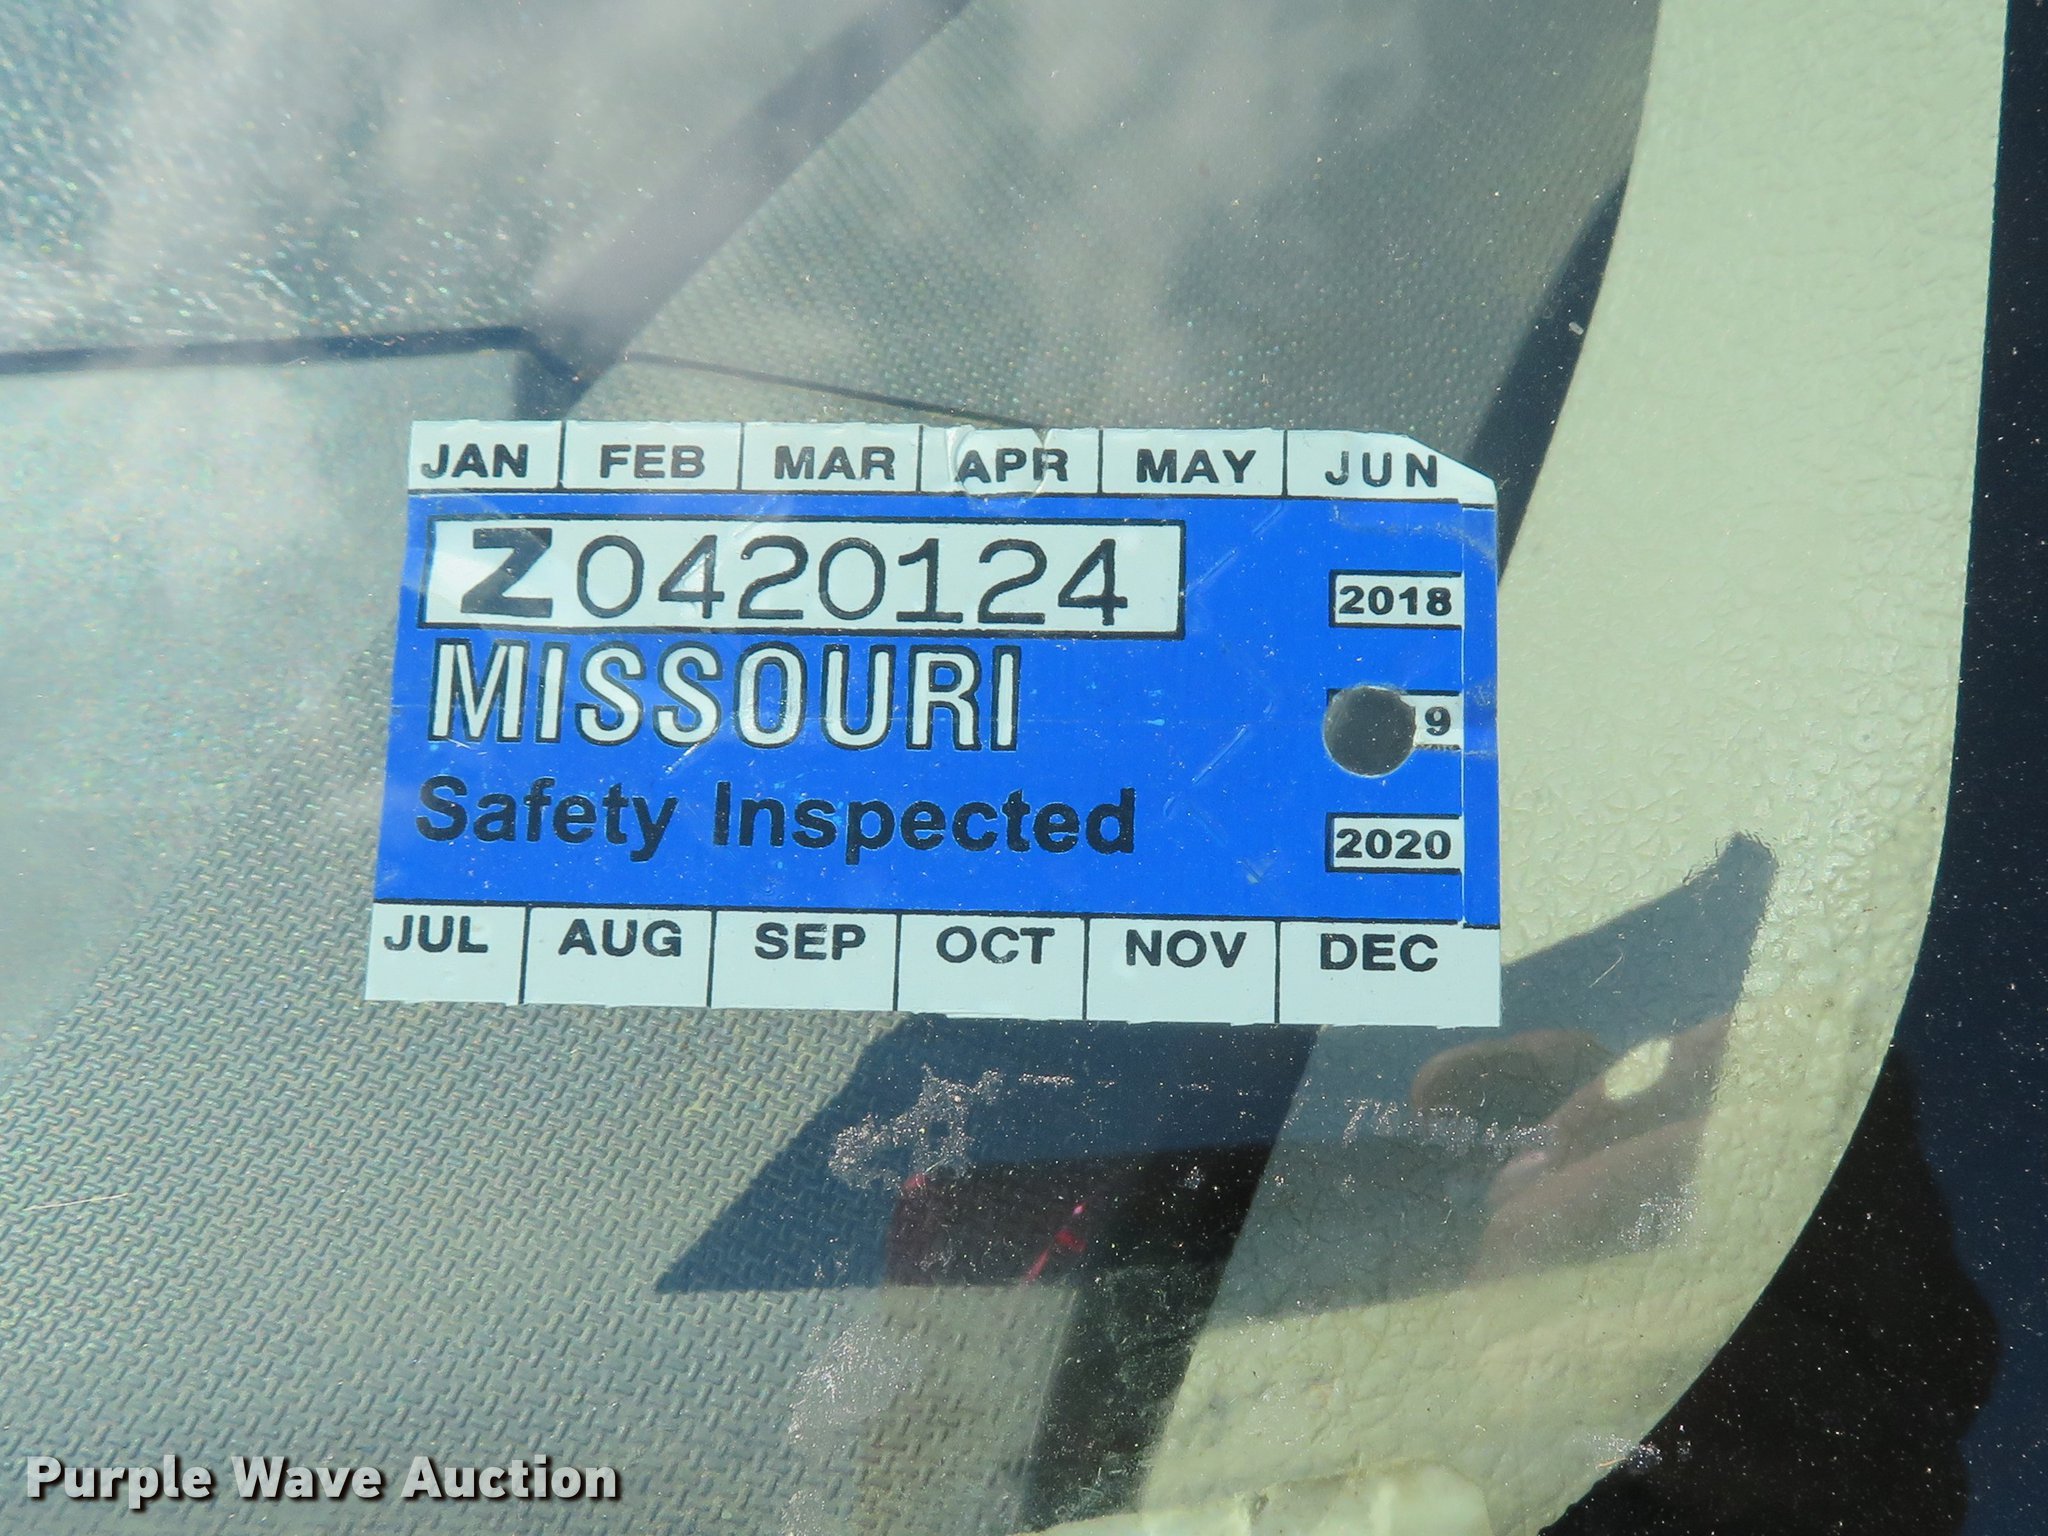 JAN FEB MAR APR MAY JUN
Z0420124
MISSOURI
Safety Inspected
2018
9
2020
JUL AUG SEP OCT NOV DEC
Purple Wave Auction